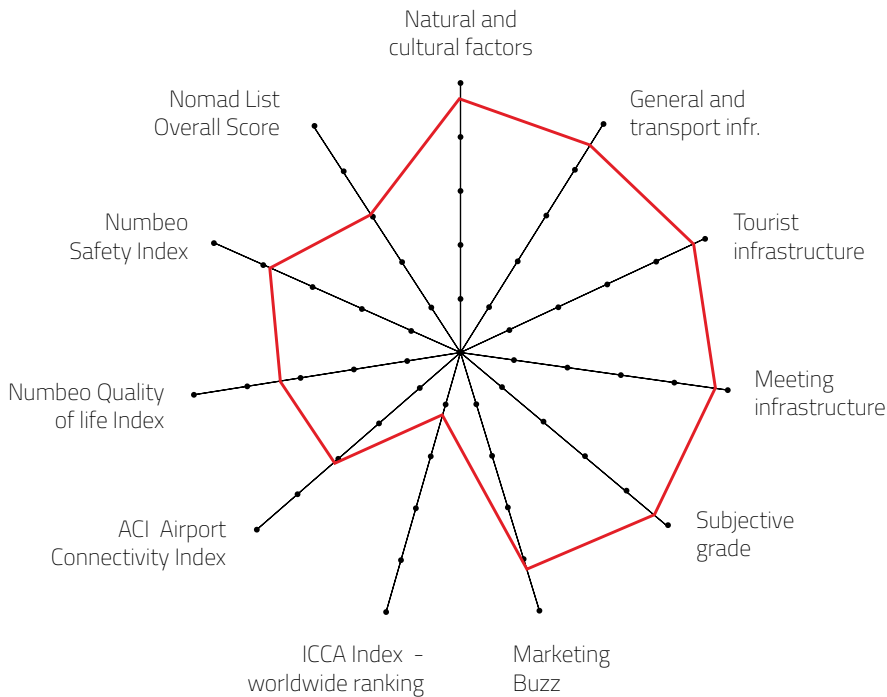 Natural and
cultural factors
General and
transport infr.
Tourist
infrastructure
Meeting
infrastructure
Subjective
grade
Marketing
Buzz
ICCA Index -
worldwide ranking
ACI Airport
Connectivity Index
Numbeo Quality
of life Index
Numbeo
Safety Index
Nomad List
Overall Score